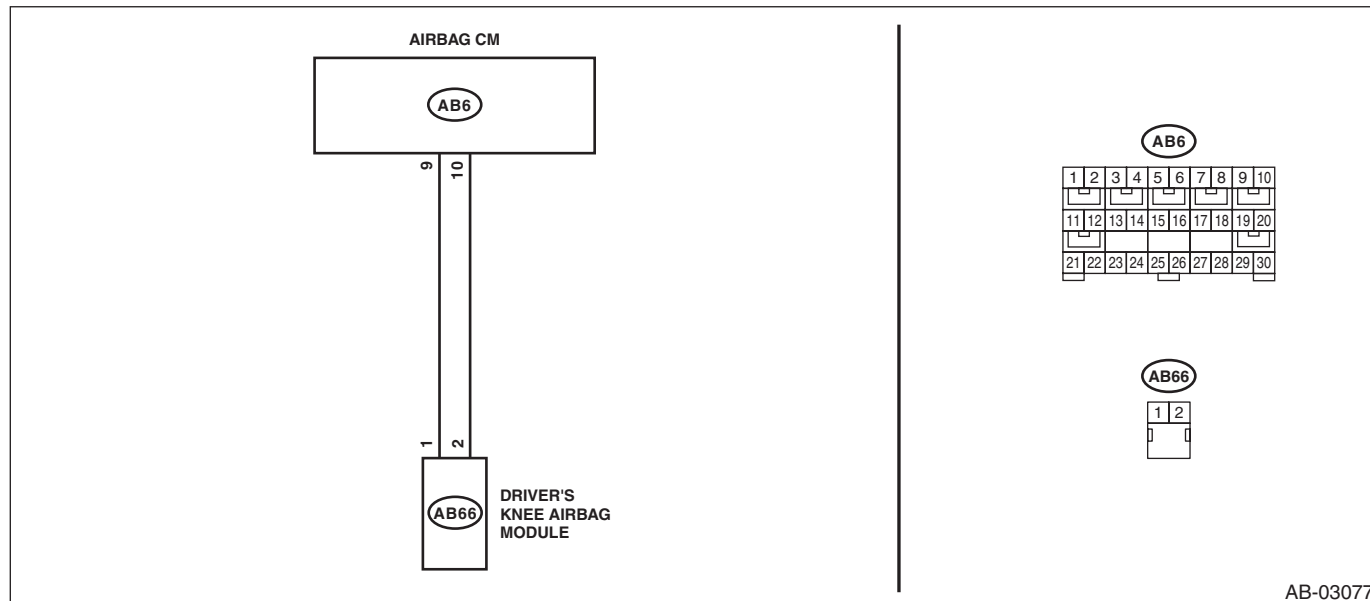 AIRBAG CM
AB6
9 10
1 2
AB66
DRIVER'S
KNEE AIRBAG
MODULE
AB6
1 2 3 4 5 6 7 8 9 10
11 12 13 14 15 16 17 18 19 20
21 22 23 24 25 26 27 28 29 30
AB66
1 2
AB-03077